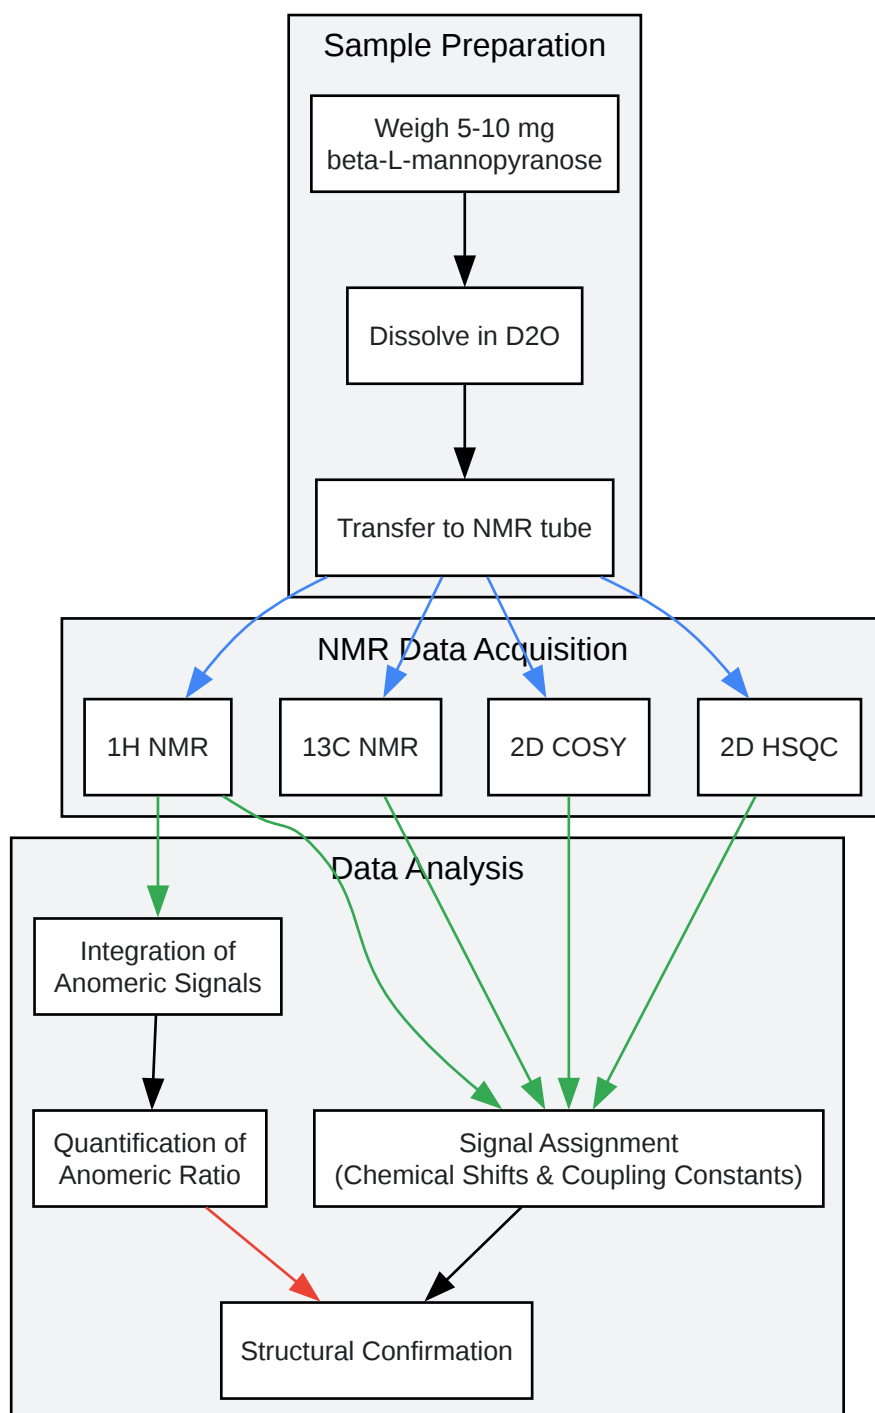 Sample Preparation
Weigh 5-10 mg
beta-L-mannopyranose
Dissolve in D2O
Transfer to NMR tube
NMR Data Acquisition
1H NMR
13C NMR
2D COSY
2D HSQC
Data Analysis
Integration of
Anomeric Signals
Quantification of
Anomeric Ratio
Signal Assignment
(Chemical Shifts & Coupling Constants)
Structural Confirmation